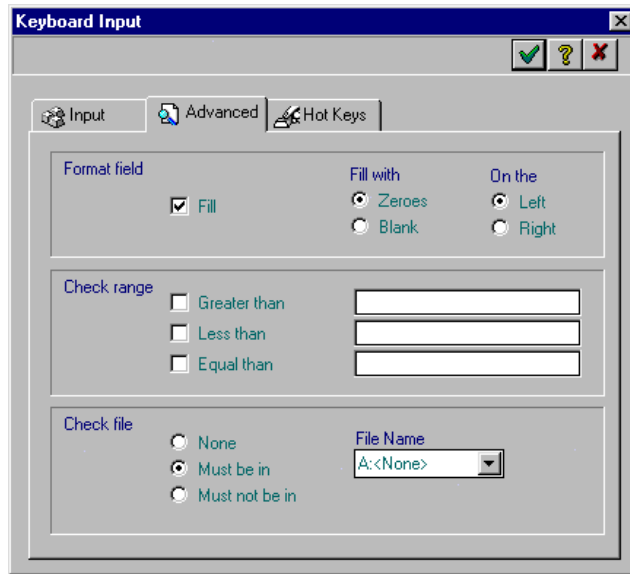 Keyboard Input
Input Advanced Hot Keys
Format field Fill with On the
Fill Zeroes Left
Blank Right
Check range
Greater than
Less than
Equal than
Check file
None File Name
Must be in A:<None>
Must not be in